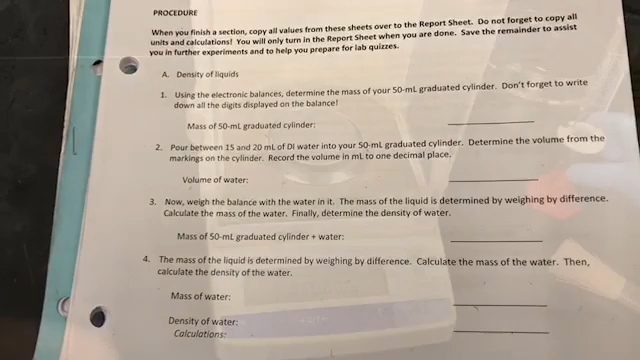 PROCEDURE
When you finish a section, copy all values from these sheets over to the Report Sheet. Do not forget to copy all
units and calculations! You will only turn in the Report Sheet when you are done. Save the remainder to assist
you in further experiments and to help you prepare for lab quizzes.
A. Density of liquids
1. Using the electronic balances, determine the mass of your 50-mL graduated cylinder. Don't forget to write
down all the digits displayed on the balance!
Mass of 50-mL graduated cylinder:
2. Pour between 15 and 20 mL of DI water into your 50-mL graduated cylinder. Determine the volume from the
markings on the cylinder. Record the volume in mL to one decimal place.
Volume of water:
3. Now, weigh the balance with the water in it. The mass of the liquid is determined by weighing by difference.
Calculate the mass of the water. Finally, determine the density of water.
Mass of 50-mL graduated cylinder + water:
4. The mass of the liquid is determined by weighing by difference. Calculate the mass of the water. Then,
calculate the density of the water.
Mass of water:
Density of water:
Calculations: